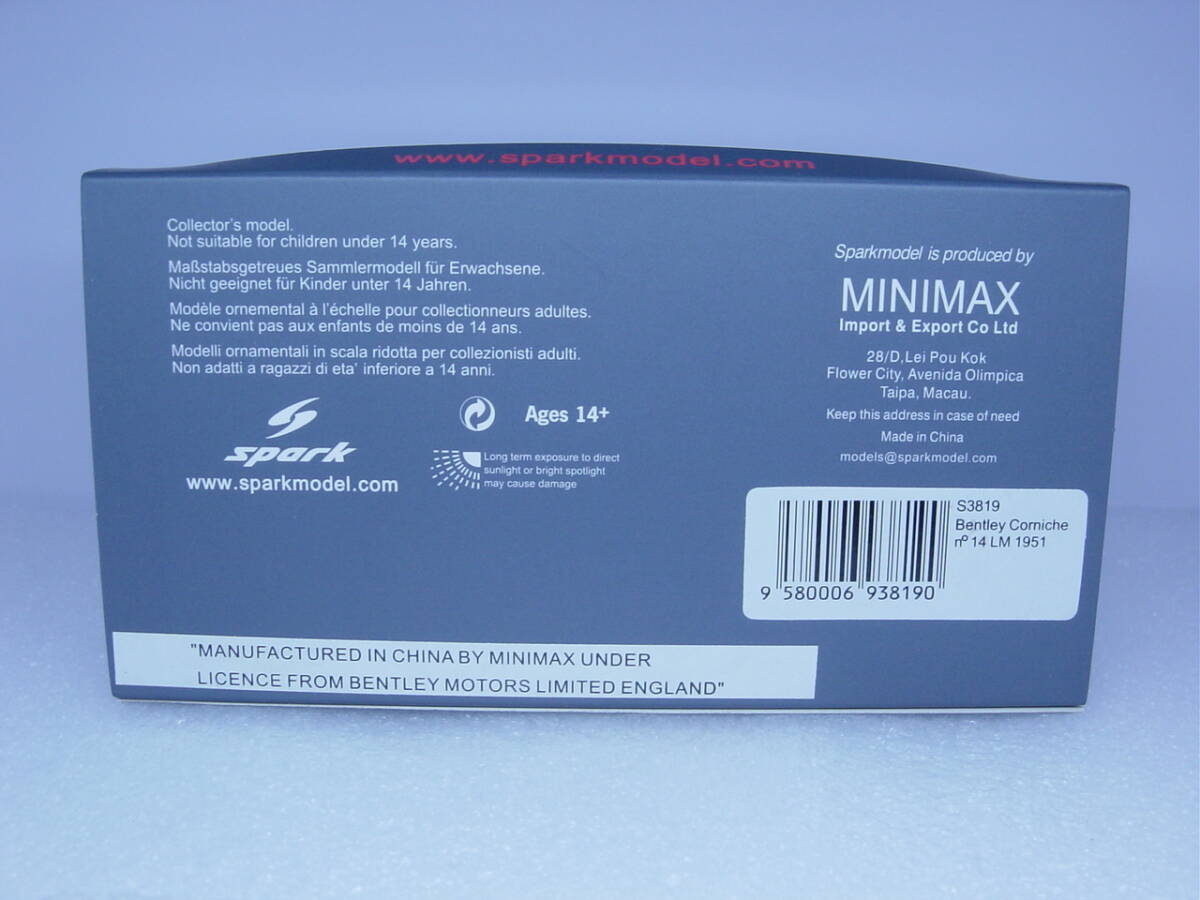 www.sparkmodel.com
Collector's model.
Not suitable for children under 14 years.
Maßstabsgetreues Sammlermodell für Erwachsene.
Nicht geeignet für Kinder unter 14 Jahren.
Modèle ornemental à l'échelle pour collectionneurs adultes.
Ne convient pas aux enfants de moins de 14 ans.
Modelli ornamentali in scala ridotta per collezionisti adulti.
Non adatti a ragazzi di eta' inferiore a 14 anni.
spark
www.sparkmodel.com
Ages 14+
Long term exposure to direct
sunlight or bright spotlight
may cause damage
Sparkmodel is produced by
MINIMAX
Import & Export Co Ltd
28/D,Lei Pou Kok
Flower City, Avenida Olimpica
Taipa, Macau.
Keep this address in case of need
Made in China
models@sparkmodel.com
S3819
Bentley Corniche
nº 14 LM 1951
9 580006 938190
"MANUFACTURED IN CHINA BY MINIMAX UNDER
LICENCE FROM BENTLEY MOTORS LIMITED ENGLAND"